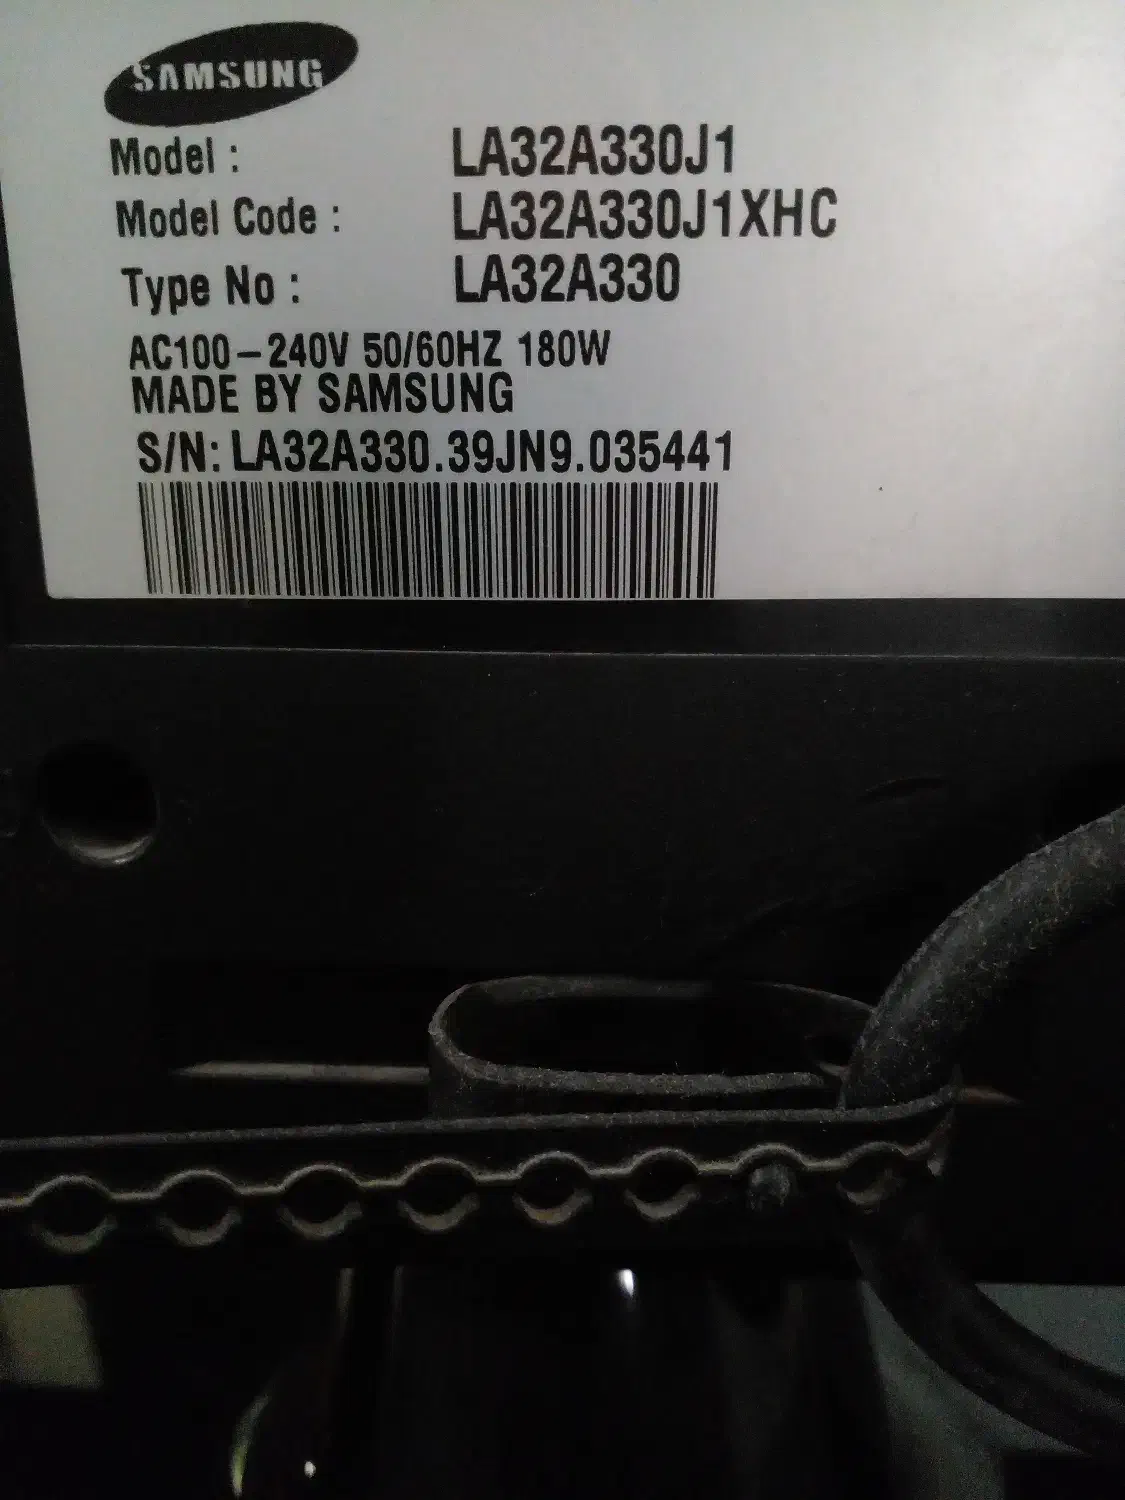 SAMSUNG
Model : LA32A330J1
Model Code : LA32A330J1XHC
Type No : LA32A330
AC100-240V 50/60HZ 180W
MADE BY SAMSUNG
S/N: LA32A330.39JN9.035441